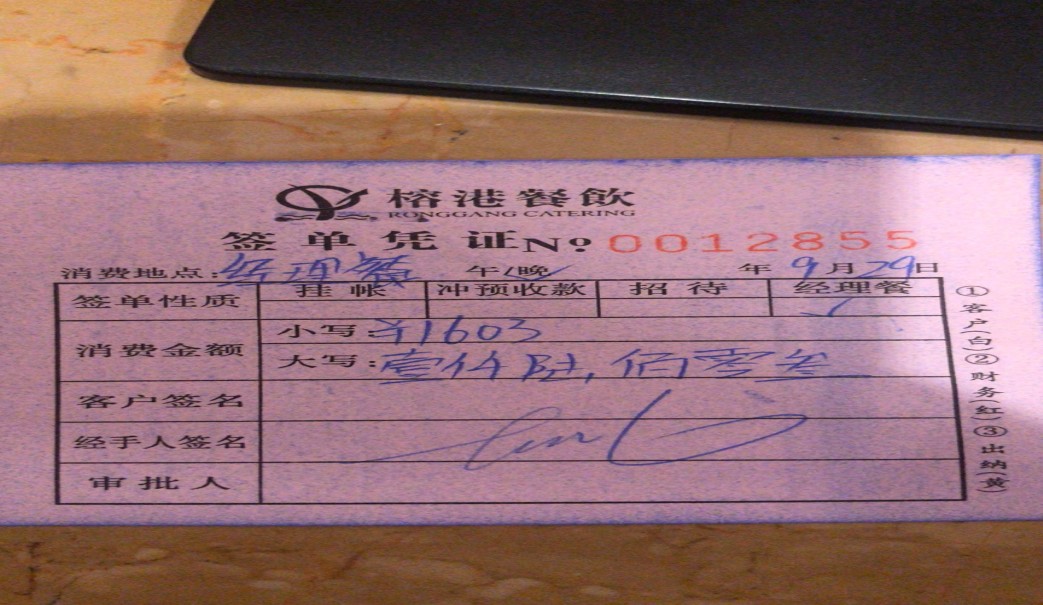 榕港餐飲
RONGGANG CATERING
签单凭证 Nº 0012855
消费地点:经理餐 午/晚✓ 年9月29日
签单性质 挂帐 冲预收款 招待 经理餐
✓
消费金额 小写:¥1603
大写:壹仟陆佰零叁
客户签名
经手人签名
审批人
①客户(白)②财务(红)③出纳(黄)